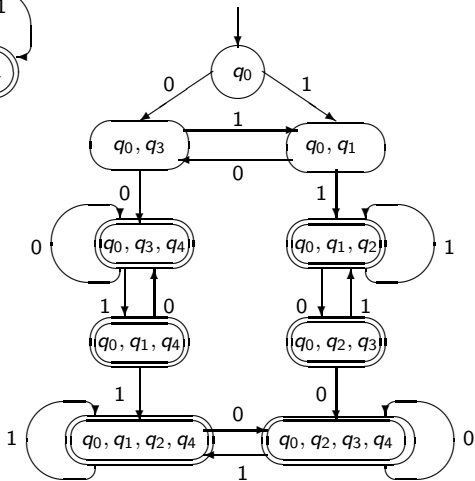 1
q₀
0 1
1
q₀, q₃ q₀, q₁
0
0 1
0 q₀, q₃, q₄ q₀, q₁, q₂ 1
1 0 0 1
q₀, q₁, q₄ q₀, q₂, q₃
1 0
0
1 q₀, q₁, q₂, q₄ q₀, q₂, q₃, q₄ 0
1